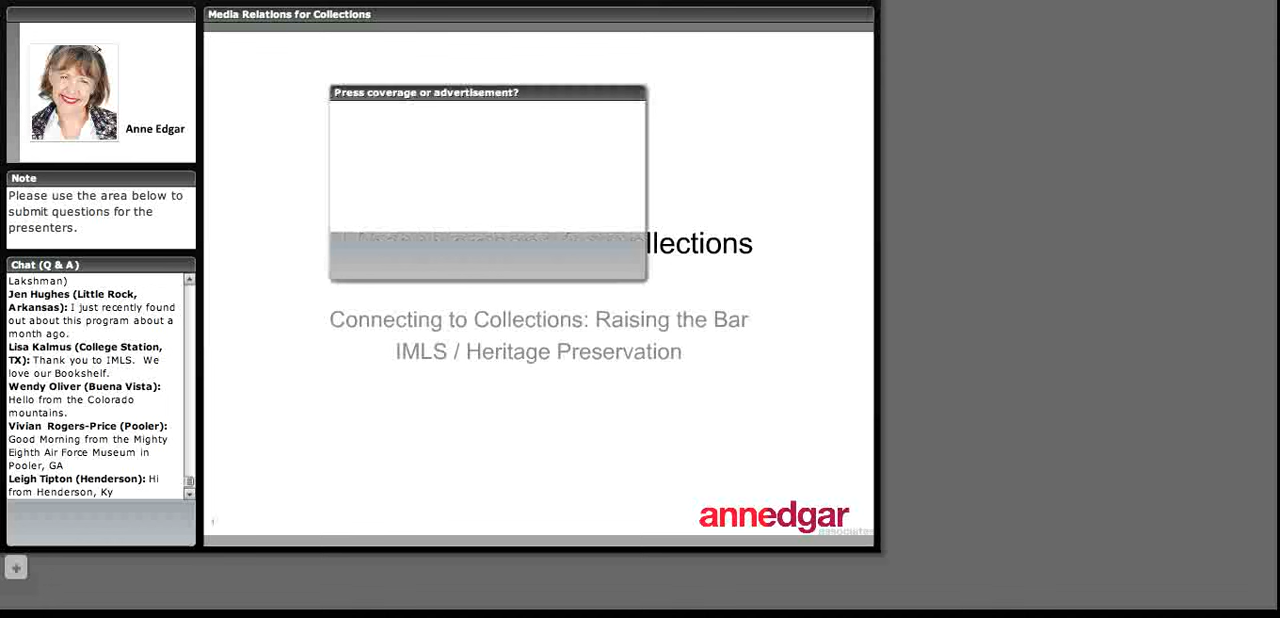 Media Relations for Collections
Anne Edgar
Note
Please use the area below to
submit questions for the
presenters.
Chat (Q & A)
Lakshman)
Jen Hughes (Little Rock,
Arkansas): I just recently found
out about this program about a
month ago.
Lisa Kalmus (College Station,
TX): Thank you to IMLS.  We
love our Bookshelf.
Wendy Oliver (Buena Vista):
Hello from the Colorado
mountains.
Vivian  Rogers-Price (Pooler):
Good Morning from the Mighty
Eighth Air Force Museum in
Pooler, GA
Leigh Tipton (Henderson): Hi
from Henderson, Ky
Press coverage or advertisement?
llections
Connecting to Collections: Raising the Bar
IMLS / Heritage Preservation
annedgar
associates
1